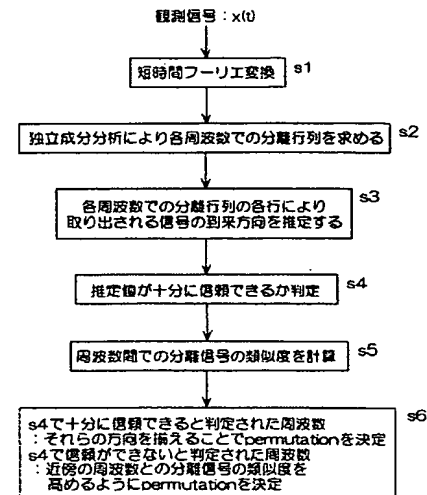 観測信号：x(t)
短時間フーリエ変換 s1
独立成分分析により各周波数での分離行列を求める s2
各周波数での分離行列の各行により s3
取り出される信号の到来方向を推定する
推定値が十分に信頼できるか判定 s4
周波数間での分離信号の類似度を計算 s5
s4で十分に信頼できると判定された周波数 s6
：それらの方向を揃えることでpermutationを決定
s4で信頼ができないと判定された周波数
：近傍の周波数との分離信号の類似度を
高めるようにpermutationを決定